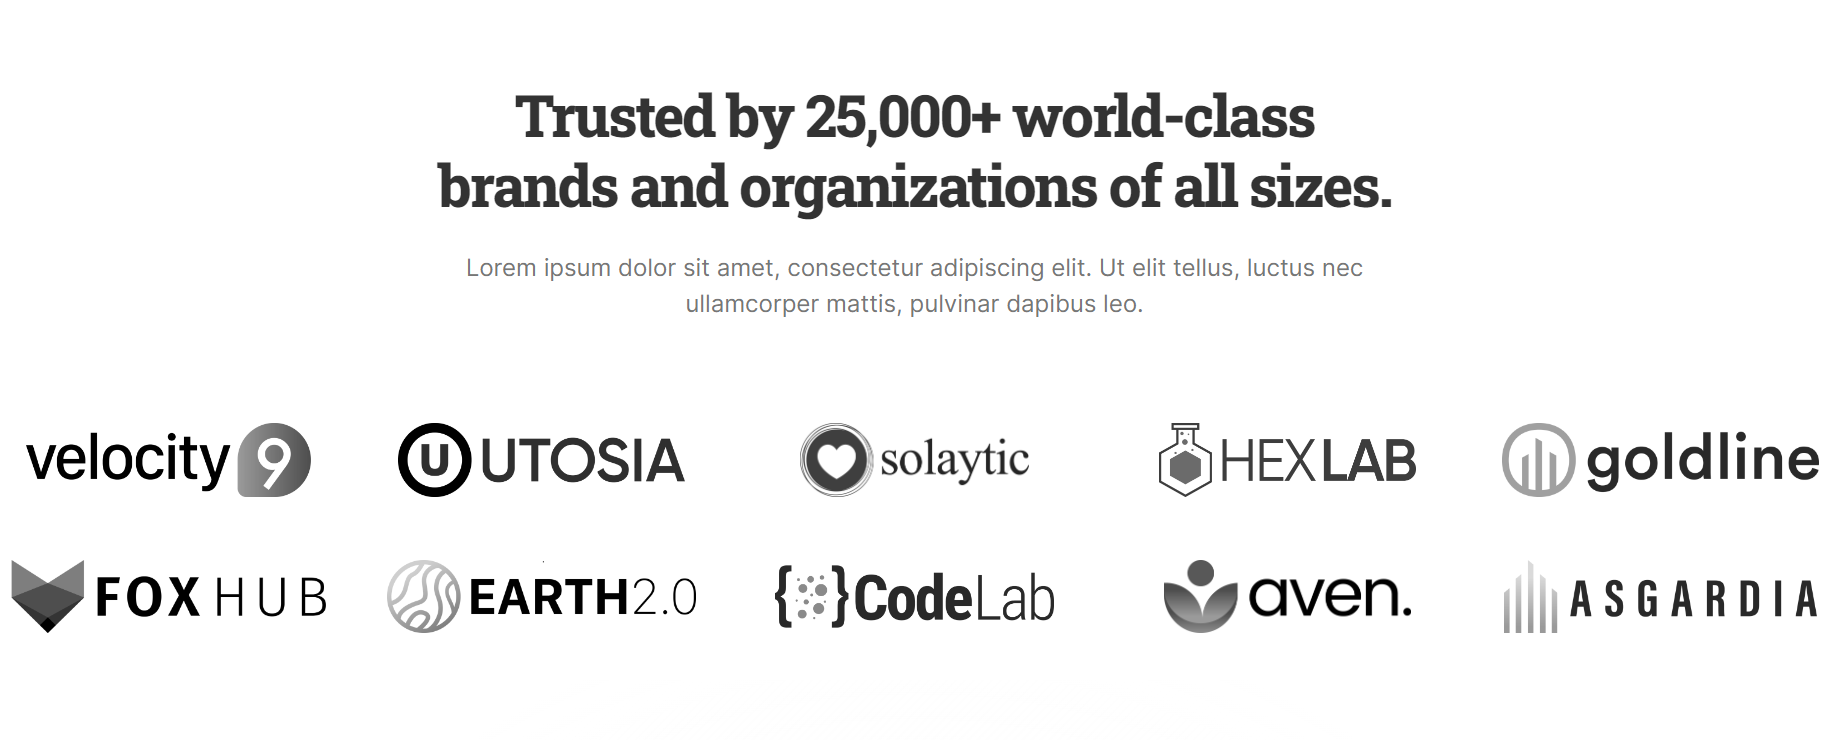 Trusted by 25,000+ world-class
brands and organizations of all sizes.
Lorem ipsum dolor sit amet, consectetur adipiscing elit. Ut elit tellus, luctus nec
ullamcorper mattis, pulvinar dapibus leo.
velocity 9
U UTOSIA
solaytic
HEXLAB
goldline
FOX HUB
EARTH2.0
{ } CodeLab
aven.
ASGARDIA